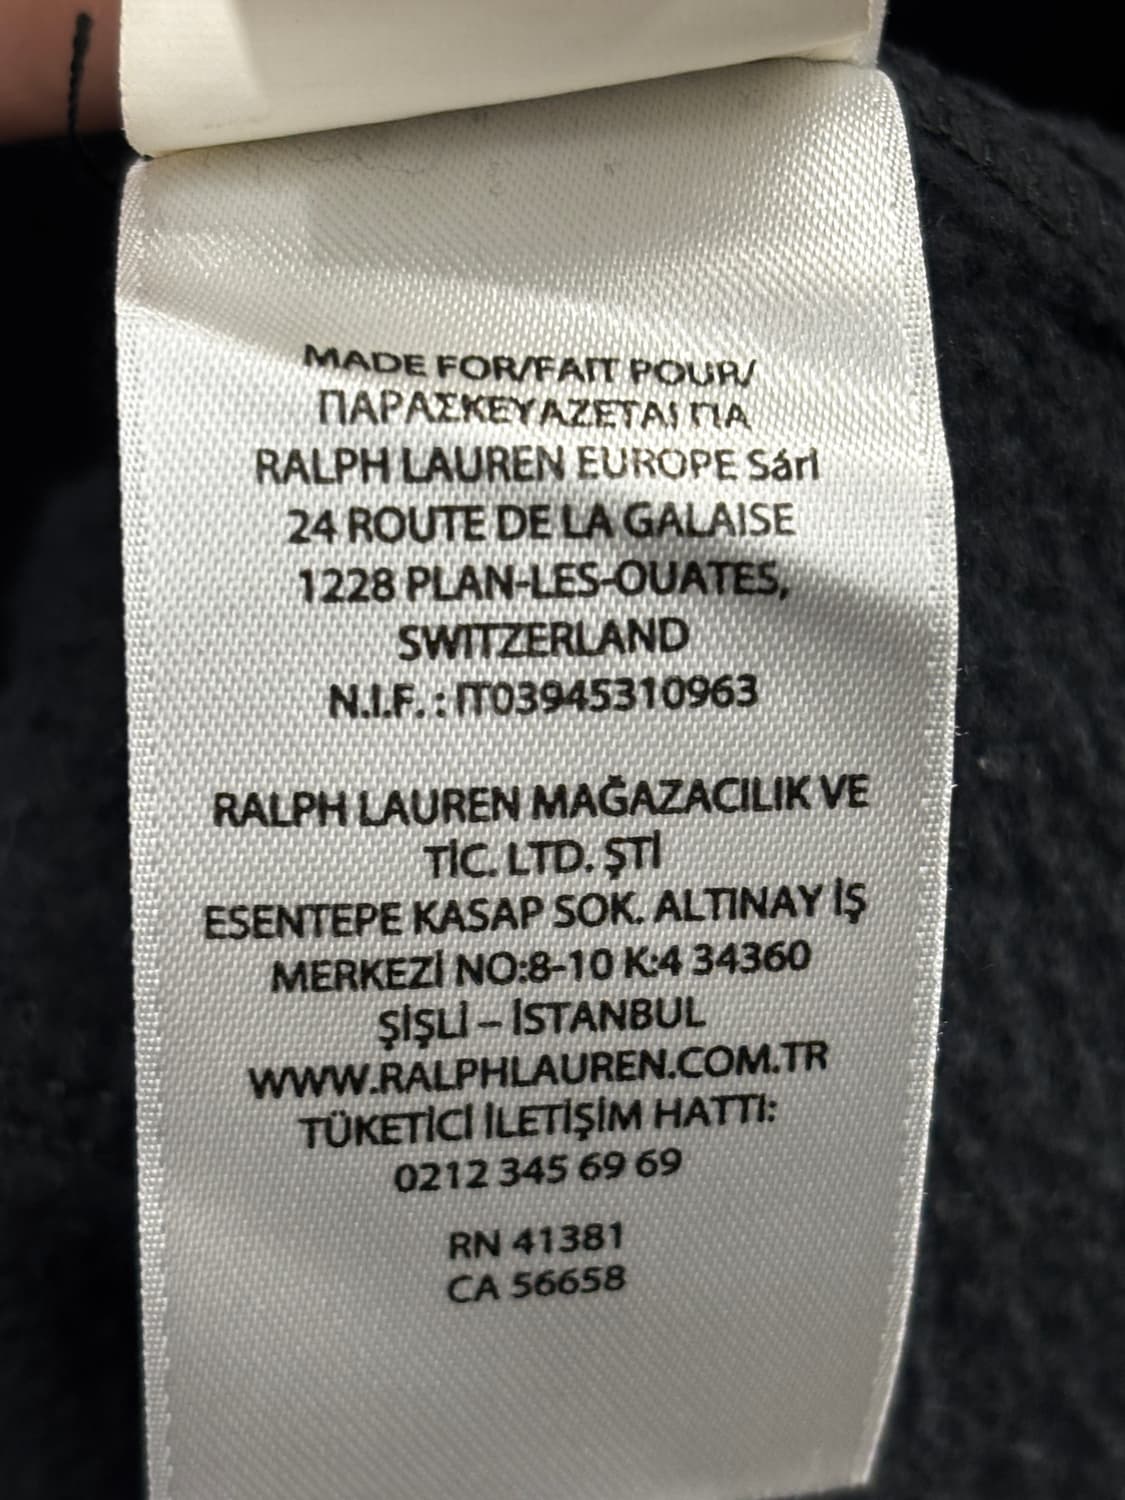 MADE FOR/FAIT POUR/
ΠΑΡΑΣΚΕΥΑΖΕΤΑΙ ΓΙΑ
RALPH LAUREN EUROPE Sárl
24 ROUTE DE LA GALAISE
1228 PLAN-LES-OUATES,
SWITZERLAND
N.I.F. : IT03945310963
RALPH LAUREN MAĞAZACILIK VE
TİC. LTD. ŞTİ
ESENTEPE KASAP SOK. ALTINAY İŞ
MERKEZİ NO:8-10 K:4 34360
ŞİŞLİ – İSTANBUL
WWW.RALPHLAUREN.COM.TR
TÜKETİCİ İLETİŞİM HATTI:
0212 345 69 69
RN 41381
CA 56658